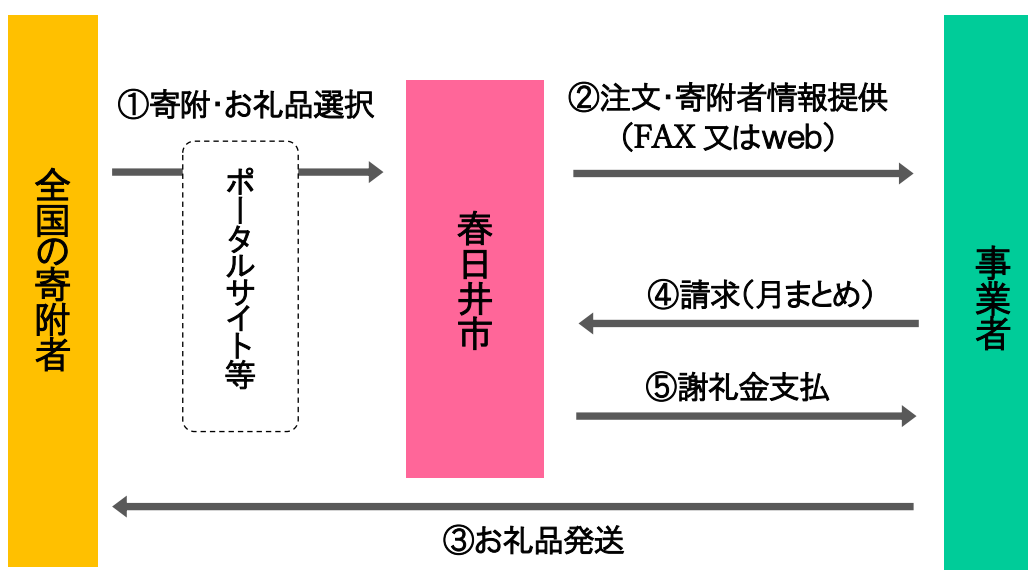 全国の寄附者
①寄附・お礼品選択
ポータルサイト等
春日井市
②注文・寄附者情報提供
（FAX 又はweb）
④請求（月まとめ）
⑤謝礼金支払
事業者
③お礼品発送